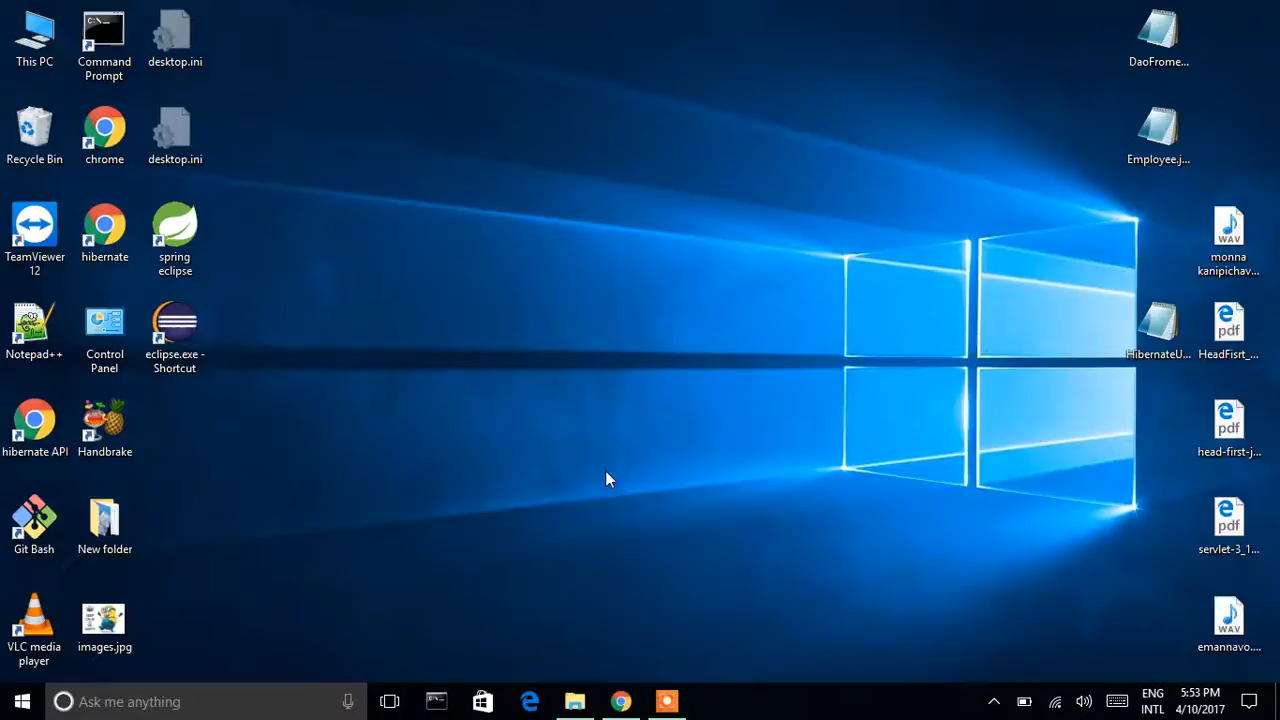 This PC
Command
Prompt
desktop.ini
DaoFrome...
Recycle Bin
chrome
desktop.ini
Employee.j...
TeamViewer
12
hibernate
spring
eclipse
monna
kanipichav...
Notepad++
Control
Panel
eclipse.exe -
Shortcut
HibernateU...
HeadFisrt_...
hibernate API
Handbrake
head-first-j...
Git Bash
New folder
servlet-3_1...
VLC media
player
images.jpg
emannavo....
Ask me anything
ENG
INTL
5:53 PM
4/10/2017